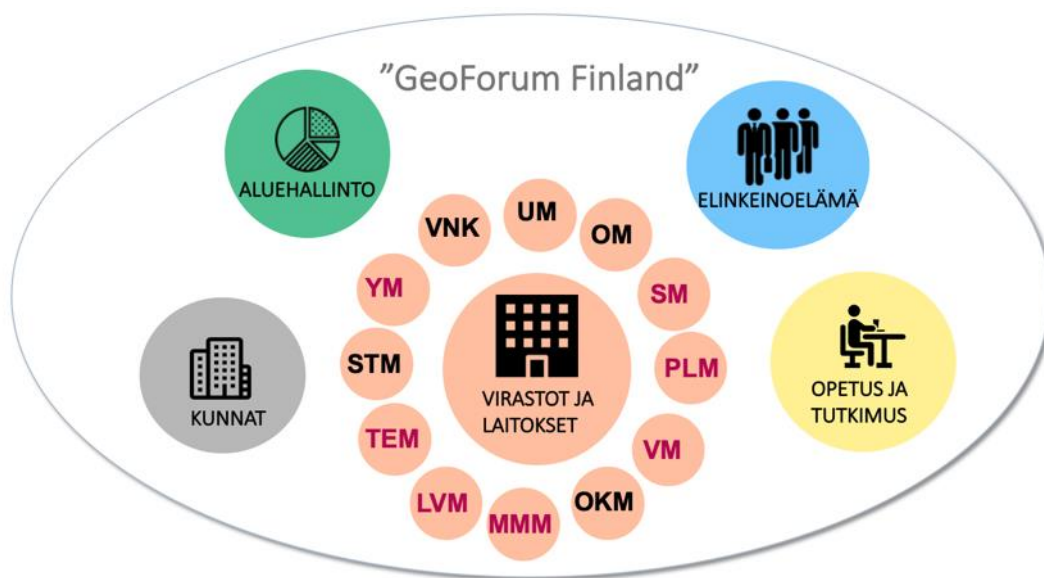 ”GeoForum Finland”
ALUEHALLINTO
ELINKEINOELÄMÄ
UM
VNK
OM
YM
SM
STM
PLM
VIRASTOT JA
LAITOKSET
KUNNAT
OPETUS JA
TUTKIMUS
TEM
VM
LVM
OKM
MMM